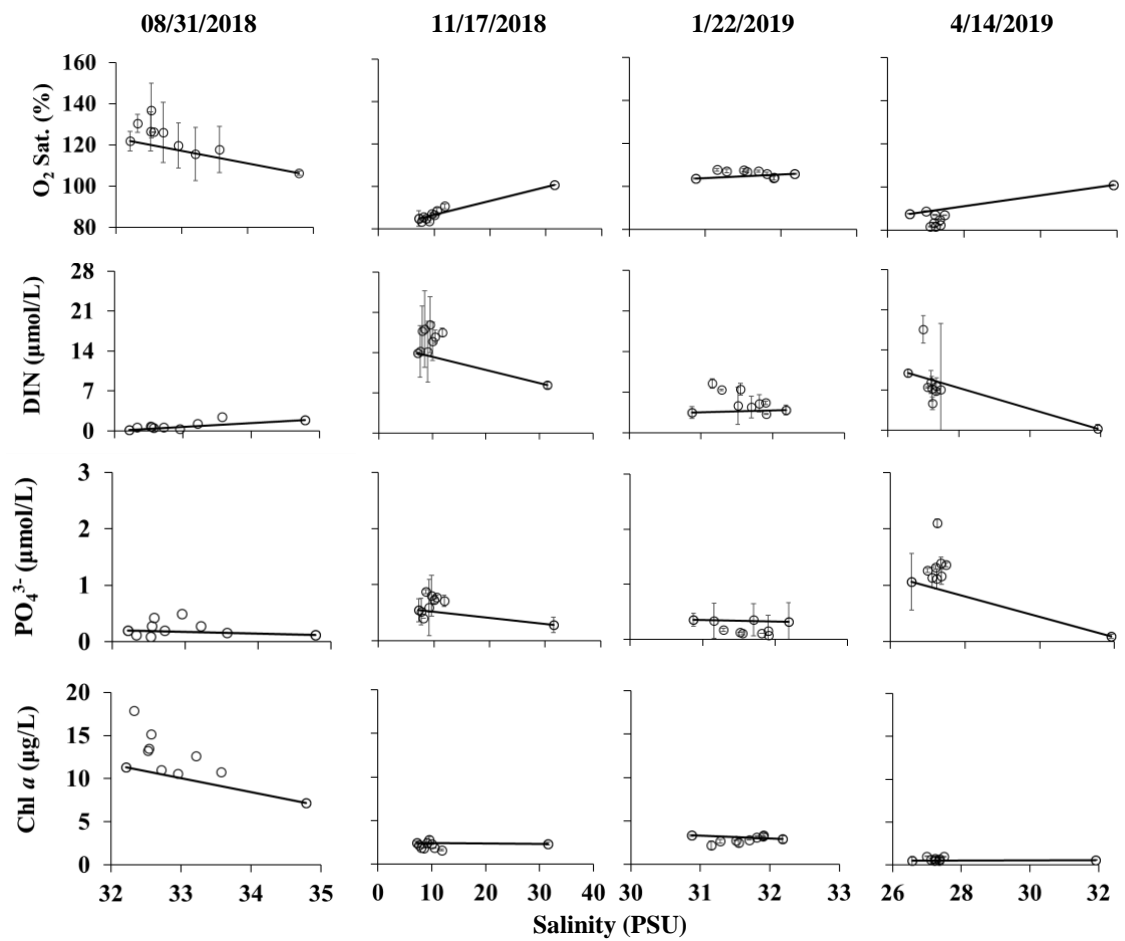 08/31/2018 11/17/2018 1/22/2019 4/14/2019
O2 Sat. (%)
160
140
120
100
80
DIN (µmol/L)
28
21
14
7
0
PO4 3- (µmol/L)
3
2
1
0
Chl a (µg/L)
20
15
10
5
0
32 33 34 35 0 10 20 30 40 30 31 32 33 26 28 30 32
Salinity (PSU)